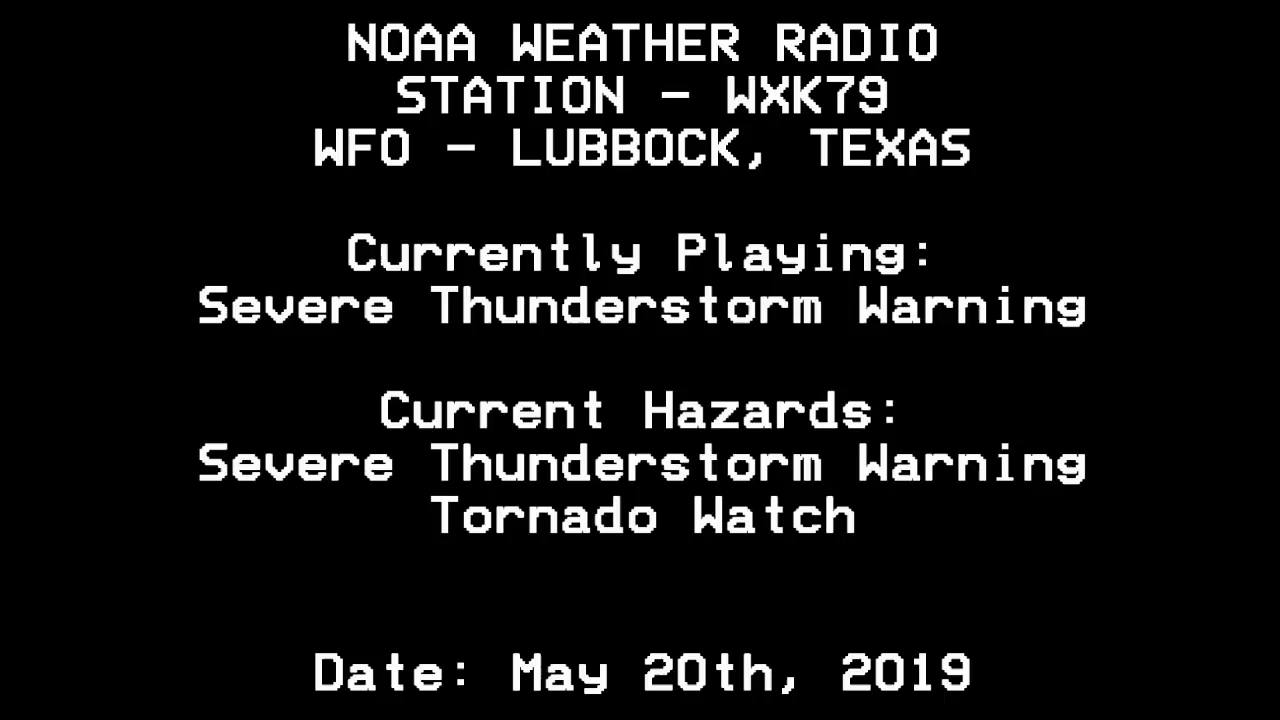 NOAA WEATHER RADIO
STATION - WXK79
WFO - LUBBOCK, TEXAS
Currently Playing:
Severe Thunderstorm Warning
Current Hazards:
Severe Thunderstorm Warning
Tornado Watch
Date: May 20th, 2019